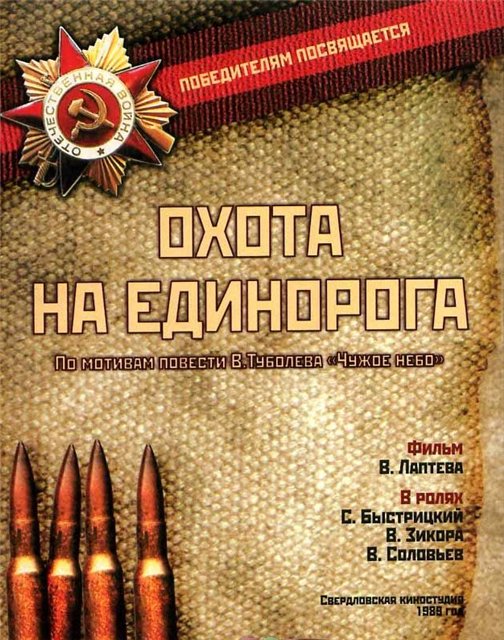 ПОБЕДИТЕЛЯМ ПОСВЯЩАЕТСЯ
ОТЕЧЕСТВЕННАЯ ВОЙНА
ОХОТА
НА ЕДИНОРОГА
По мотивам повести В.Туболева «Чужое небо»
Фильм
В. Лаптева
В ролях
С. Быстрицкий
В. Зикора
В. Соловьев
Свердловская киностудия
1989 год